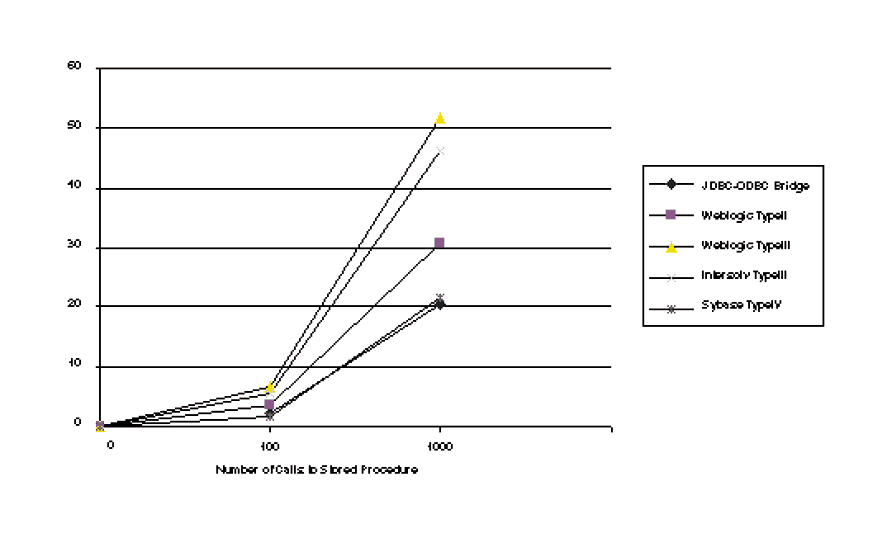 60
50
40
30
20
10
0
0 100 1000
Number of Calls to Stored Procedure
JDBC-ODBC Bridge
Weblogic TypeII
Weblogic TypeIII
Intersolv TypeIII
Sybase TypeIV